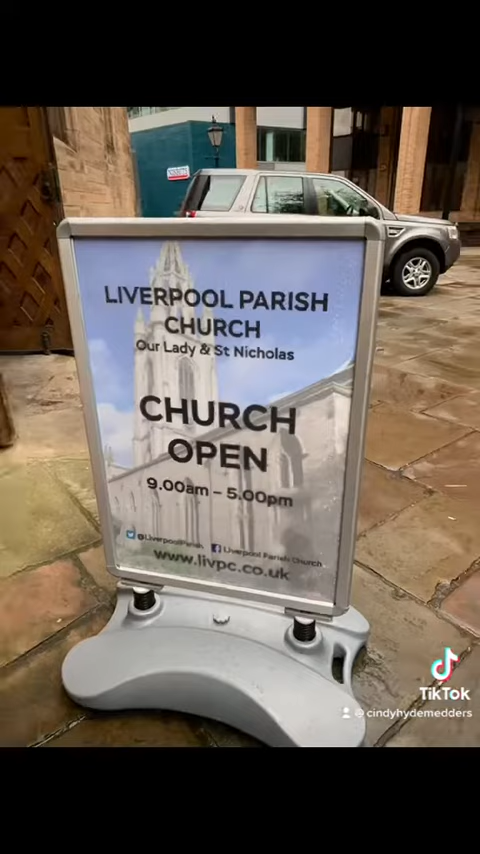 LIVERPOOL PARISH
CHURCH
Our Lady & St Nicholas
CHURCH
OPEN
9.00am – 5.00pm
@LiverpoolParish Liverpool Parish Church
www.livpc.co.uk
TikTok
@cindyhydemedders